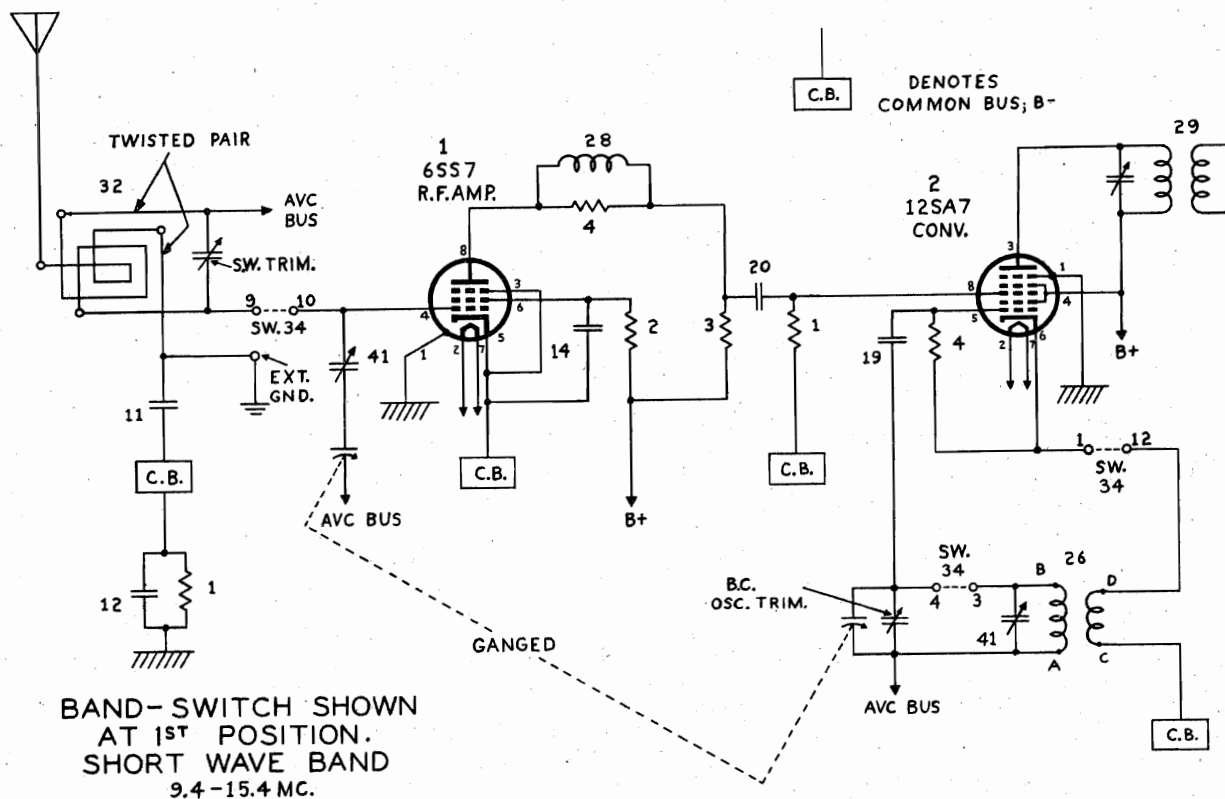 C.B.
DENOTES
COMMON BUS; B-
TWISTED PAIR
32
AVC
BUS
S.W. TRIM.
9 10
SW. 34
EXT.
GND.
11
C.B.
12
1
41
AVC BUS
1
6SS7
R.F. AMP.
8
3
6
4
5
1
2
7
C.B.
14
2
B+
28
4
3
20
1
C.B.
2
12SA7
CONV.
3
1
8
4
5
6
2
7
29
B+
19
4
1 12
SW.
34
SW.
34
4 3
B.C.
OSC. TRIM.
AVC BUS
41
B
26
D
A
C
C.B.
GANGED
BAND-SWITCH SHOWN
AT 1ST POSITION.
SHORT WAVE BAND
9.4-15.4 MC.